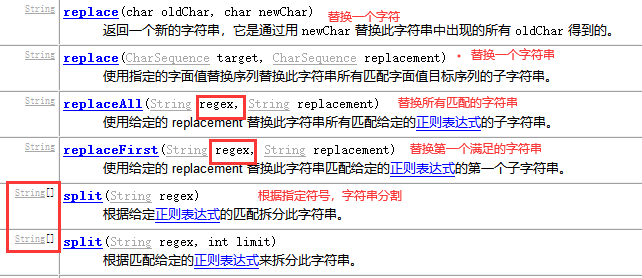 String replace(char oldChar, char newChar) 替换一个字符
返回一个新的字符串，它是通过用 newChar 替换此字符串中出现的所有 oldChar 得到的。
String replace(CharSequence target, CharSequence replacement) • 替换一个字符串
使用指定的字面值替换序列替换此字符串所有匹配字面值目标序列的子字符串。
String replaceAll(String regex, String replacement) 替换所有匹配的字符串
使用给定的 replacement 替换此字符串所有匹配给定的正则表达式的子字符串。
String replaceFirst(String regex, String replacement) 替换第一个满足的字符串
使用给定的 replacement 替换此字符串匹配给定的正则表达式的第一个子字符串。
String[] split(String regex) 根据指定符号，字符串分割
根据给定正则表达式的匹配拆分此字符串。
String[] split(String regex, int limit)
根据匹配给定的正则表达式来拆分此字符串。